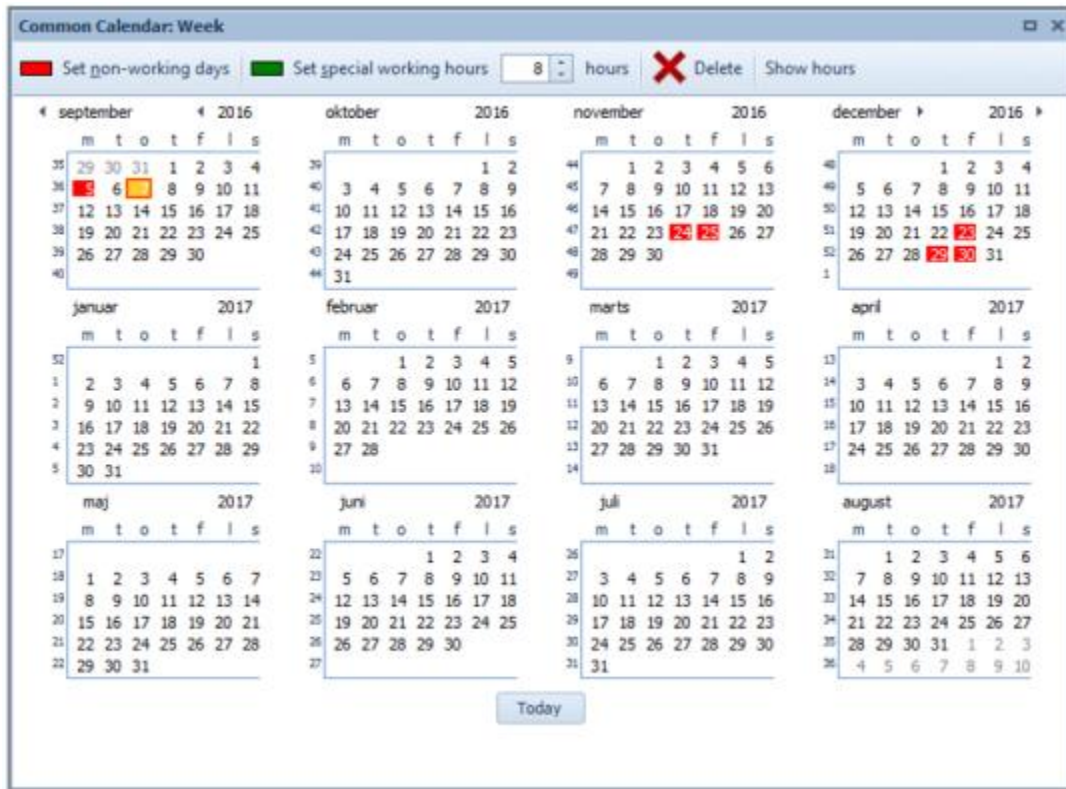 Common Calendar: Week
Set non-working days Set special working hours 8 hours Delete Show hours
september 2016
m t o t f l s
35 29 30 31 1 2 3 4
36 5 6 8 9 10 11
37 12 13 14 15 16 17 18
38 19 20 21 22 23 24 25
39 26 27 28 29 30
40
oktober 2016
m t o t f l s
39 1 2
40 3 4 5 6 7 8 9
41 10 11 12 13 14 15 16
42 17 18 19 20 21 22 23
43 24 25 26 27 28 29 30
44 31
november 2016
m t o t f l s
44 1 2 3 4 5 6
45 7 8 9 10 11 12 13
46 14 15 16 17 18 19 20
47 21 22 23 24 25 26 27
48 28 29 30
49
december 2016
m t o t f l s
48 1 2 3 4
49 5 6 7 8 9 10 11
50 12 13 14 15 16 17 18
51 19 20 21 22 23 24 25
52 26 27 28 29 30 31
1
januar 2017
m t o t f l s
52 1
1 2 3 4 5 6 7 8
2 9 10 11 12 13 14 15
3 16 17 18 19 20 21 22
4 23 24 25 26 27 28 29
5 30 31
februar 2017
m t o t f l s
5 1 2 3 4 5
6 6 7 8 9 10 11 12
7 13 14 15 16 17 18 19
8 20 21 22 23 24 25 26
9 27 28
10
marts 2017
m t o t f l s
9 1 2 3 4 5
10 6 7 8 9 10 11 12
11 13 14 15 16 17 18 19
12 20 21 22 23 24 25 26
13 27 28 29 30 31
14
april 2017
m t o t f l s
13 1 2
14 3 4 5 6 7 8 9
15 10 11 12 13 14 15 16
16 17 18 19 20 21 22 23
17 24 25 26 27 28 29 30
18
maj 2017
m t o t f l s
17
18 1 2 3 4 5 6 7
19 8 9 10 11 12 13 14
20 15 16 17 18 19 20 21
21 22 23 24 25 26 27 28
22 29 30 31
juni 2017
m t o t f l s
22 1 2 3 4
23 5 6 7 8 9 10 11
24 12 13 14 15 16 17 18
25 19 20 21 22 23 24 25
26 26 27 28 29 30
27
juli 2017
m t o t f l s
26 1 2
27 3 4 5 6 7 8 9
28 10 11 12 13 14 15 16
29 17 18 19 20 21 22 23
30 24 25 26 27 28 29 30
31 31
august 2017
m t o t f l s
31 1 2 3 4 5 6
32 7 8 9 10 11 12 13
33 14 15 16 17 18 19 20
34 21 22 23 24 25 26 27
35 28 29 30 31 1 2 3
36 4 5 6 7 8 9 10
Today